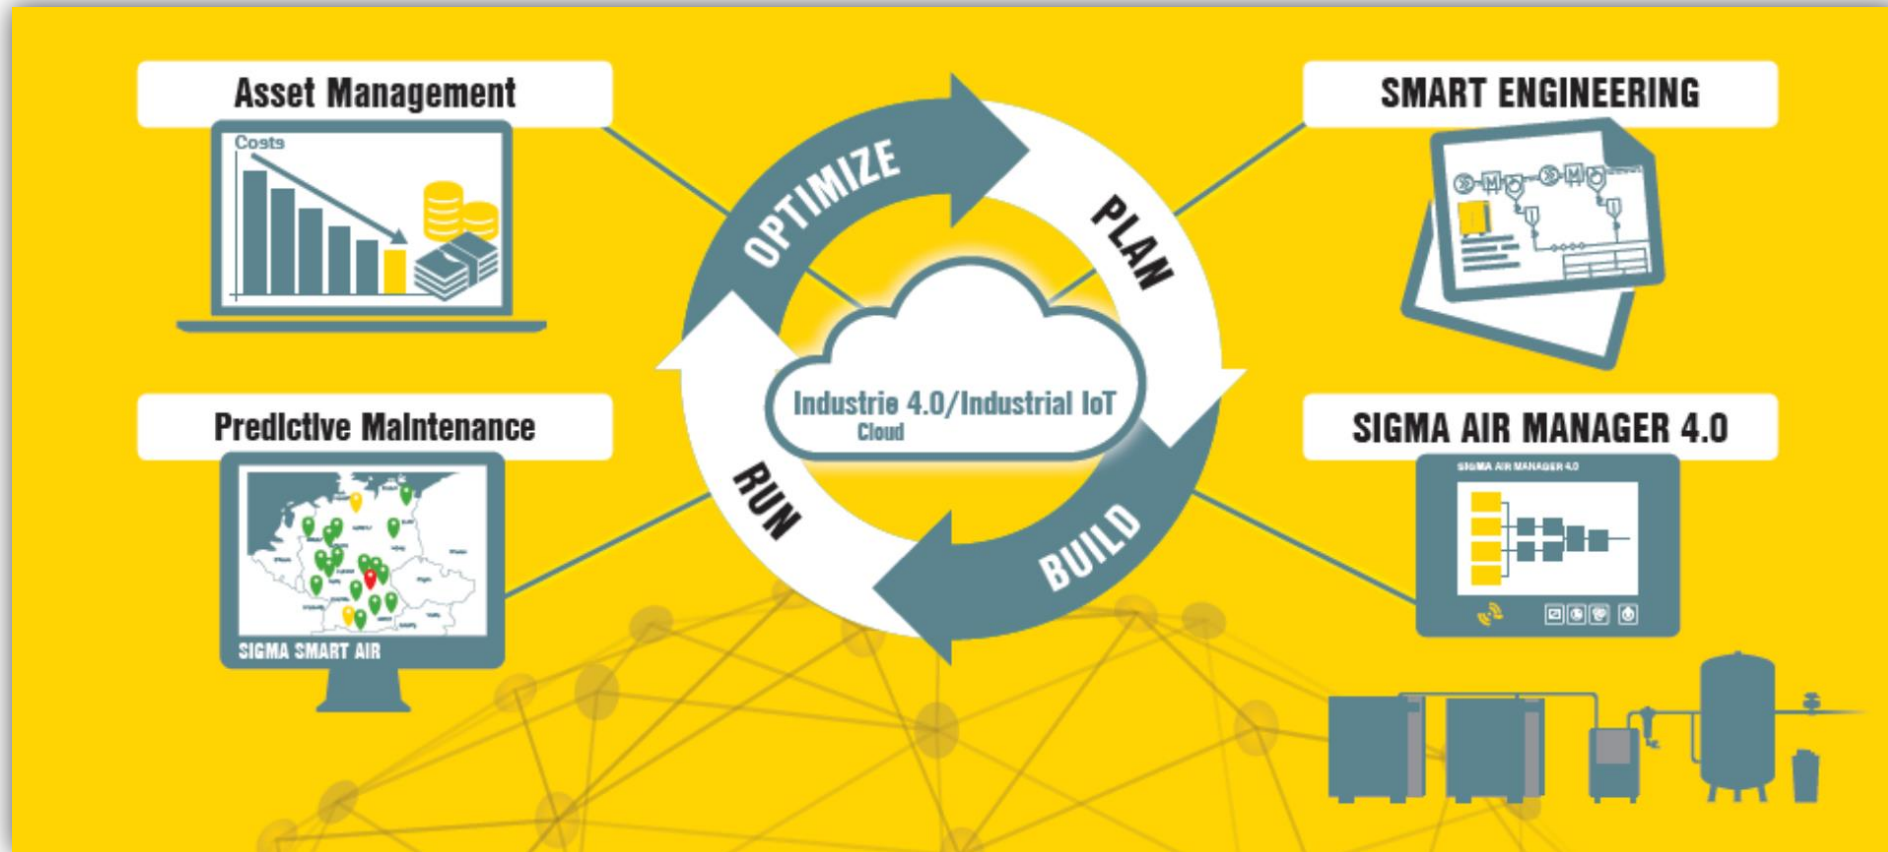 Asset Management
Costs
OPTIMIZE
PLAN
SMART ENGINEERING
M
M
Industrie 4.0/Industrial IoT
Cloud
Predictive Maintenance
SIGMA SMART AIR
RUN
BUILD
SIGMA AIR MANAGER 4.0
SIGMA AIR MANAGER 4.0